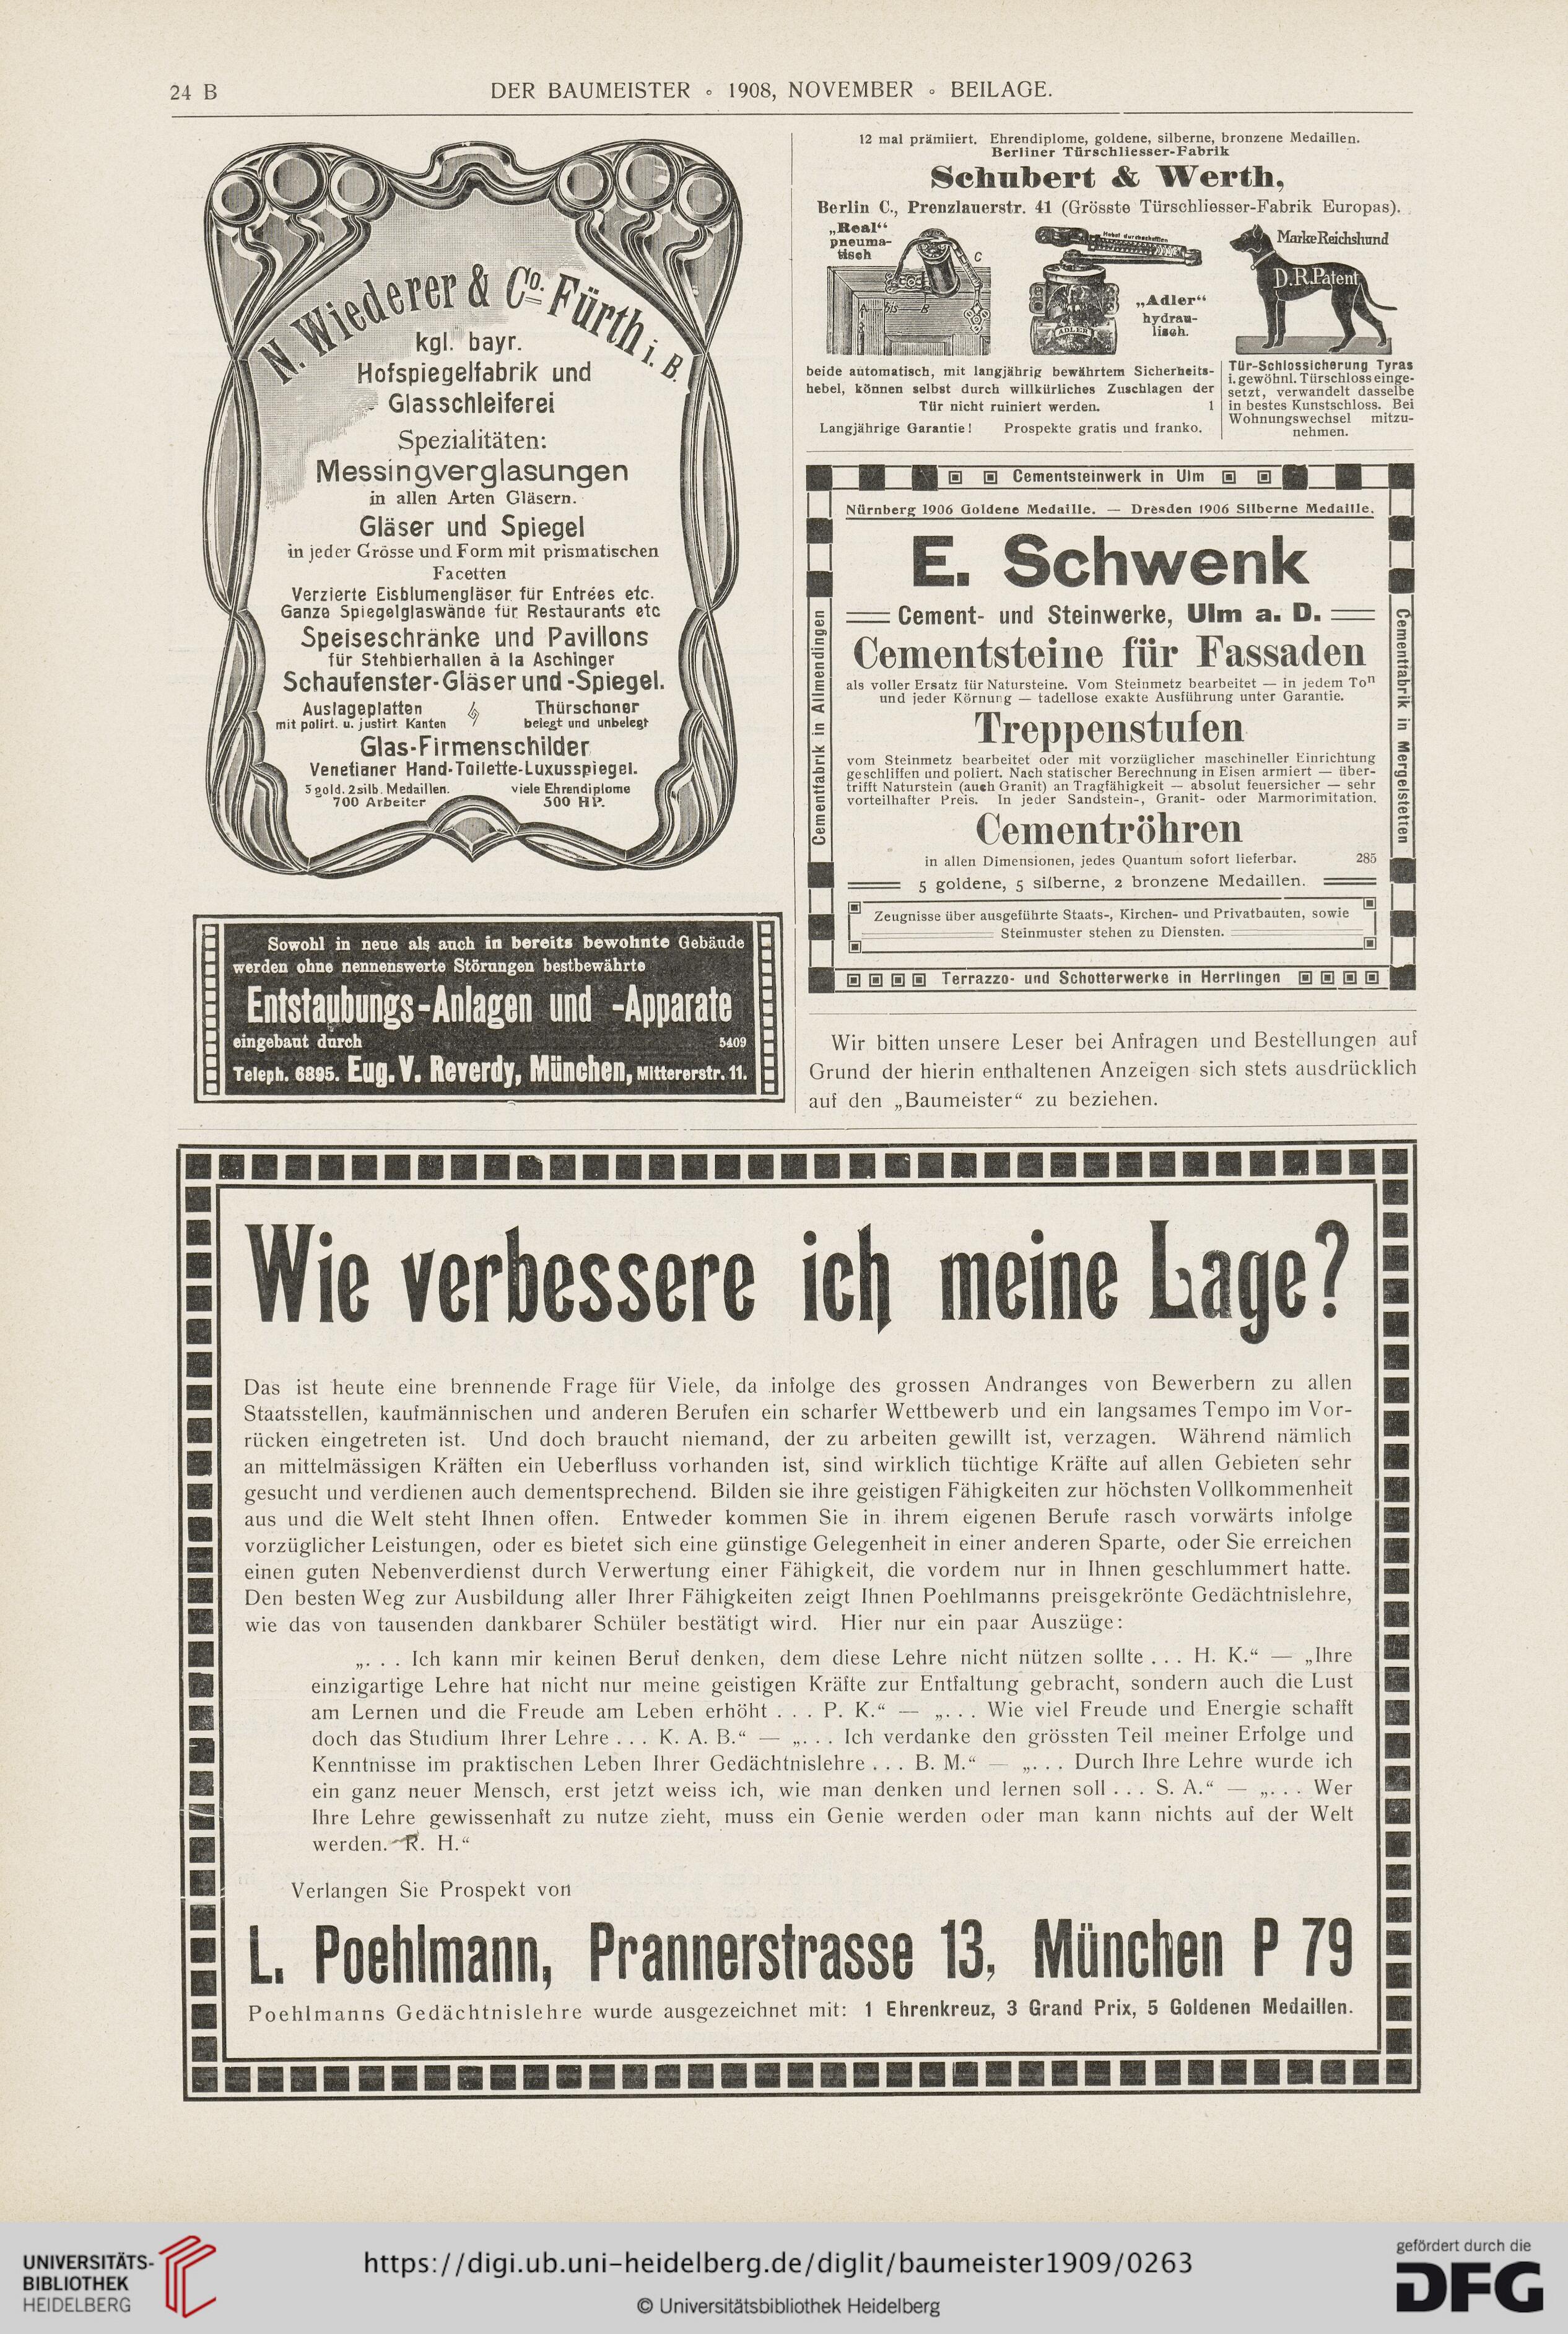 24 B
DER BAUMEISTER ∘ 1908, NOVEMBER ∘ BEILAGE.
N. Wiederer & Co. Fürth i. B.
kgl. bayr.
Hofspiegelfabrik und
Glasschleiferei
Spezialitäten:
Messingverglasungen
in allen Arten Gläsern.
Gläser und Spiegel
in jeder Grösse und Form mit prismatischen
Facetten
Verzierte Eisblumengläser für Entrées etc.
Ganze Spiegelglaswände für Restaurants etc
Speiseschränke und Pavillons
für Stehbierhallen à la Aschinger
Schaufenster-Gläser und -Spiegel.
Auslageplatten Thürschoner
mit polirt. u. justirt. Kanten belegt und unbelegt
Glas-Firmenschilder
Venetianer Hand-Toilette-Luxusspiegel.
5 gold. 2 silb. Medaillen. viele Ehrendiplome
700 Arbeiter 500 HP.
Sowohl in neue als auch in bereits bewohnte Gebäude
werden ohne nennenswerte Störungen bestbewährte
Entstaubungs-Anlagen und -Apparate
eingebaut durch 5409
Teleph. 6895. Eug. V. Reverdy, München, Mittererstr. 11.
12 mal prämiiert. Ehrendiplome, goldene, silberne, bronzene Medaillen.
Berliner Türschliesser-Fabrik
Schubert & Werth,
Berlin C., Prenzlauerstr. 41 (Grösste Türschliesser-Fabrik Europas).
„Real“
pneuma-
tisch
C
A
B
Hebel durchschnitten
ADLER
„Adler“
hydrau-
lisch.
Marke Reichshund
D.R.Patent
beide automatisch, mit langjährig bewährtem Sicherheits-
hebel, können selbst durch willkürliches Zuschlagen der
Tür nicht ruiniert werden. 1
Langjährige Garantie! Prospekte gratis und franko.
Tür-Schlossicherung Tyras
i. gewöhnl. Türschloss einge-
setzt, verwandelt dasselbe
in bestes Kunstschloss. Bei
Wohnungswechsel mitzu-
nehmen.
Cementsteinwerk in Ulm
Cementfabrik in Allmendingen
Cementfabrik in Mergelstetten
Nürnberg 1906 Goldene Medaille. — Dresden 1906 Silberne Medaille.
E. Schwenk
Cement- und Steinwerke, Ulm a. D.
Cementsteine für Fassaden
als voller Ersatz für Natursteine. Vom Steinmetz bearbeitet — in jedem Ton
und jeder Körnung — tadellose exakte Ausführung unter Garantie.
Treppenstufen
vom Steinmetz bearbeitet oder mit vorzüglicher maschineller Einrichtung
geschliffen und poliert. Nach statischer Berechnung in Eisen armiert — über-
trifft Naturstein (auch Granit) an Tragfähigkeit — absolut feuersicher — sehr
vorteilhafter Preis. In jeder Sandstein-, Granit- oder Marmorimitation.
Cementröhren
in allen Dimensionen, jedes Quantum sofort lieferbar. 285
5 goldene, 5 silberne, 2 bronzene Medaillen.
Zeugnisse über ausgeführte Staats-, Kirchen- und Privatbauten, sowie
Steinmuster stehen zu Diensten.
Terrazzo- und Schotterwerke in Herrlingen
Wir bitten unsere Leser bei Anfragen und Bestellungen auf
Grund der hierin enthaltenen Anzeigen sich stets ausdrücklich
auf den „Baumeister“ zu beziehen.
Wie verbessere ich meine Lage?
Das ist heute eine brennende Frage für Viele, da infolge des grossen Andranges von Bewerbern zu allen
Staatsstellen, kaufmännischen und anderen Berufen ein scharfer Wettbewerb und ein langsames Tempo im Vor-
rücken eingetreten ist. Und doch braucht niemand, der zu arbeiten gewillt ist, verzagen. Während nämlich
an mittelmässigen Kräften ein Ueberfluss vorhanden ist, sind wirklich tüchtige Kräfte auf allen Gebieten sehr
gesucht und verdienen auch dementsprechend. Bilden sie ihre geistigen Fähigkeiten zur höchsten Vollkommenheit
aus und die Welt steht Ihnen offen. Entweder kommen Sie in ihrem eigenen Berufe rasch vorwärts infolge
vorzüglicher Leistungen, oder es bietet sich eine günstige Gelegenheit in einer anderen Sparte, oder Sie erreichen
einen guten Nebenverdienst durch Verwertung einer Fähigkeit, die vordem nur in Ihnen geschlummert hatte.
Den besten Weg zur Ausbildung aller Ihrer Fähigkeiten zeigt Ihnen Poehlmanns preisgekrönte Gedächtnislehre,
wie das von tausenden dankbarer Schüler bestätigt wird. Hier nur ein paar Auszüge:
„. . . Ich kann mir keinen Beruf denken, dem diese Lehre nicht nützen sollte . . . H. K.“ — „Ihre
einzigartige Lehre hat nicht nur meine geistigen Kräfte zur Entfaltung gebracht, sondern auch die Lust
am Lernen und die Freude am Leben erhöht . . . P. K.“ — „. . . Wie viel Freude und Energie schafft
doch das Studium Ihrer Lehre . . . K. A. B.“ — „. . . Ich verdanke den grössten Teil meiner Erfolge und
Kenntnisse im praktischen Leben Ihrer Gedächtnislehre . . . B. M.“ — „. . . Durch Ihre Lehre wurde ich
ein ganz neuer Mensch, erst jetzt weiss ich, wie man denken und lernen soll . . . S. A.“ — „. . . Wer
Ihre Lehre gewissenhaft zu nutze zieht, muss ein Genie werden oder man kann nichts auf der Welt
werden. R. H.“
Verlangen Sie Prospekt von
L. Poehlmann, Prannerstrasse 13, München P 79
Poehlmanns Gedächtnislehre wurde ausgezeichnet mit: 1 Ehrenkreuz, 3 Grand Prix, 5 Goldenen Medaillen.
UNIVERSITÄTS-
BIBLIOTHEK
HEIDELBERG
https://digi.ub.uni-heidelberg.de/diglit/baumeister1909/0263
© Universitätsbibliothek Heidelberg
gefördert durch die
DFG